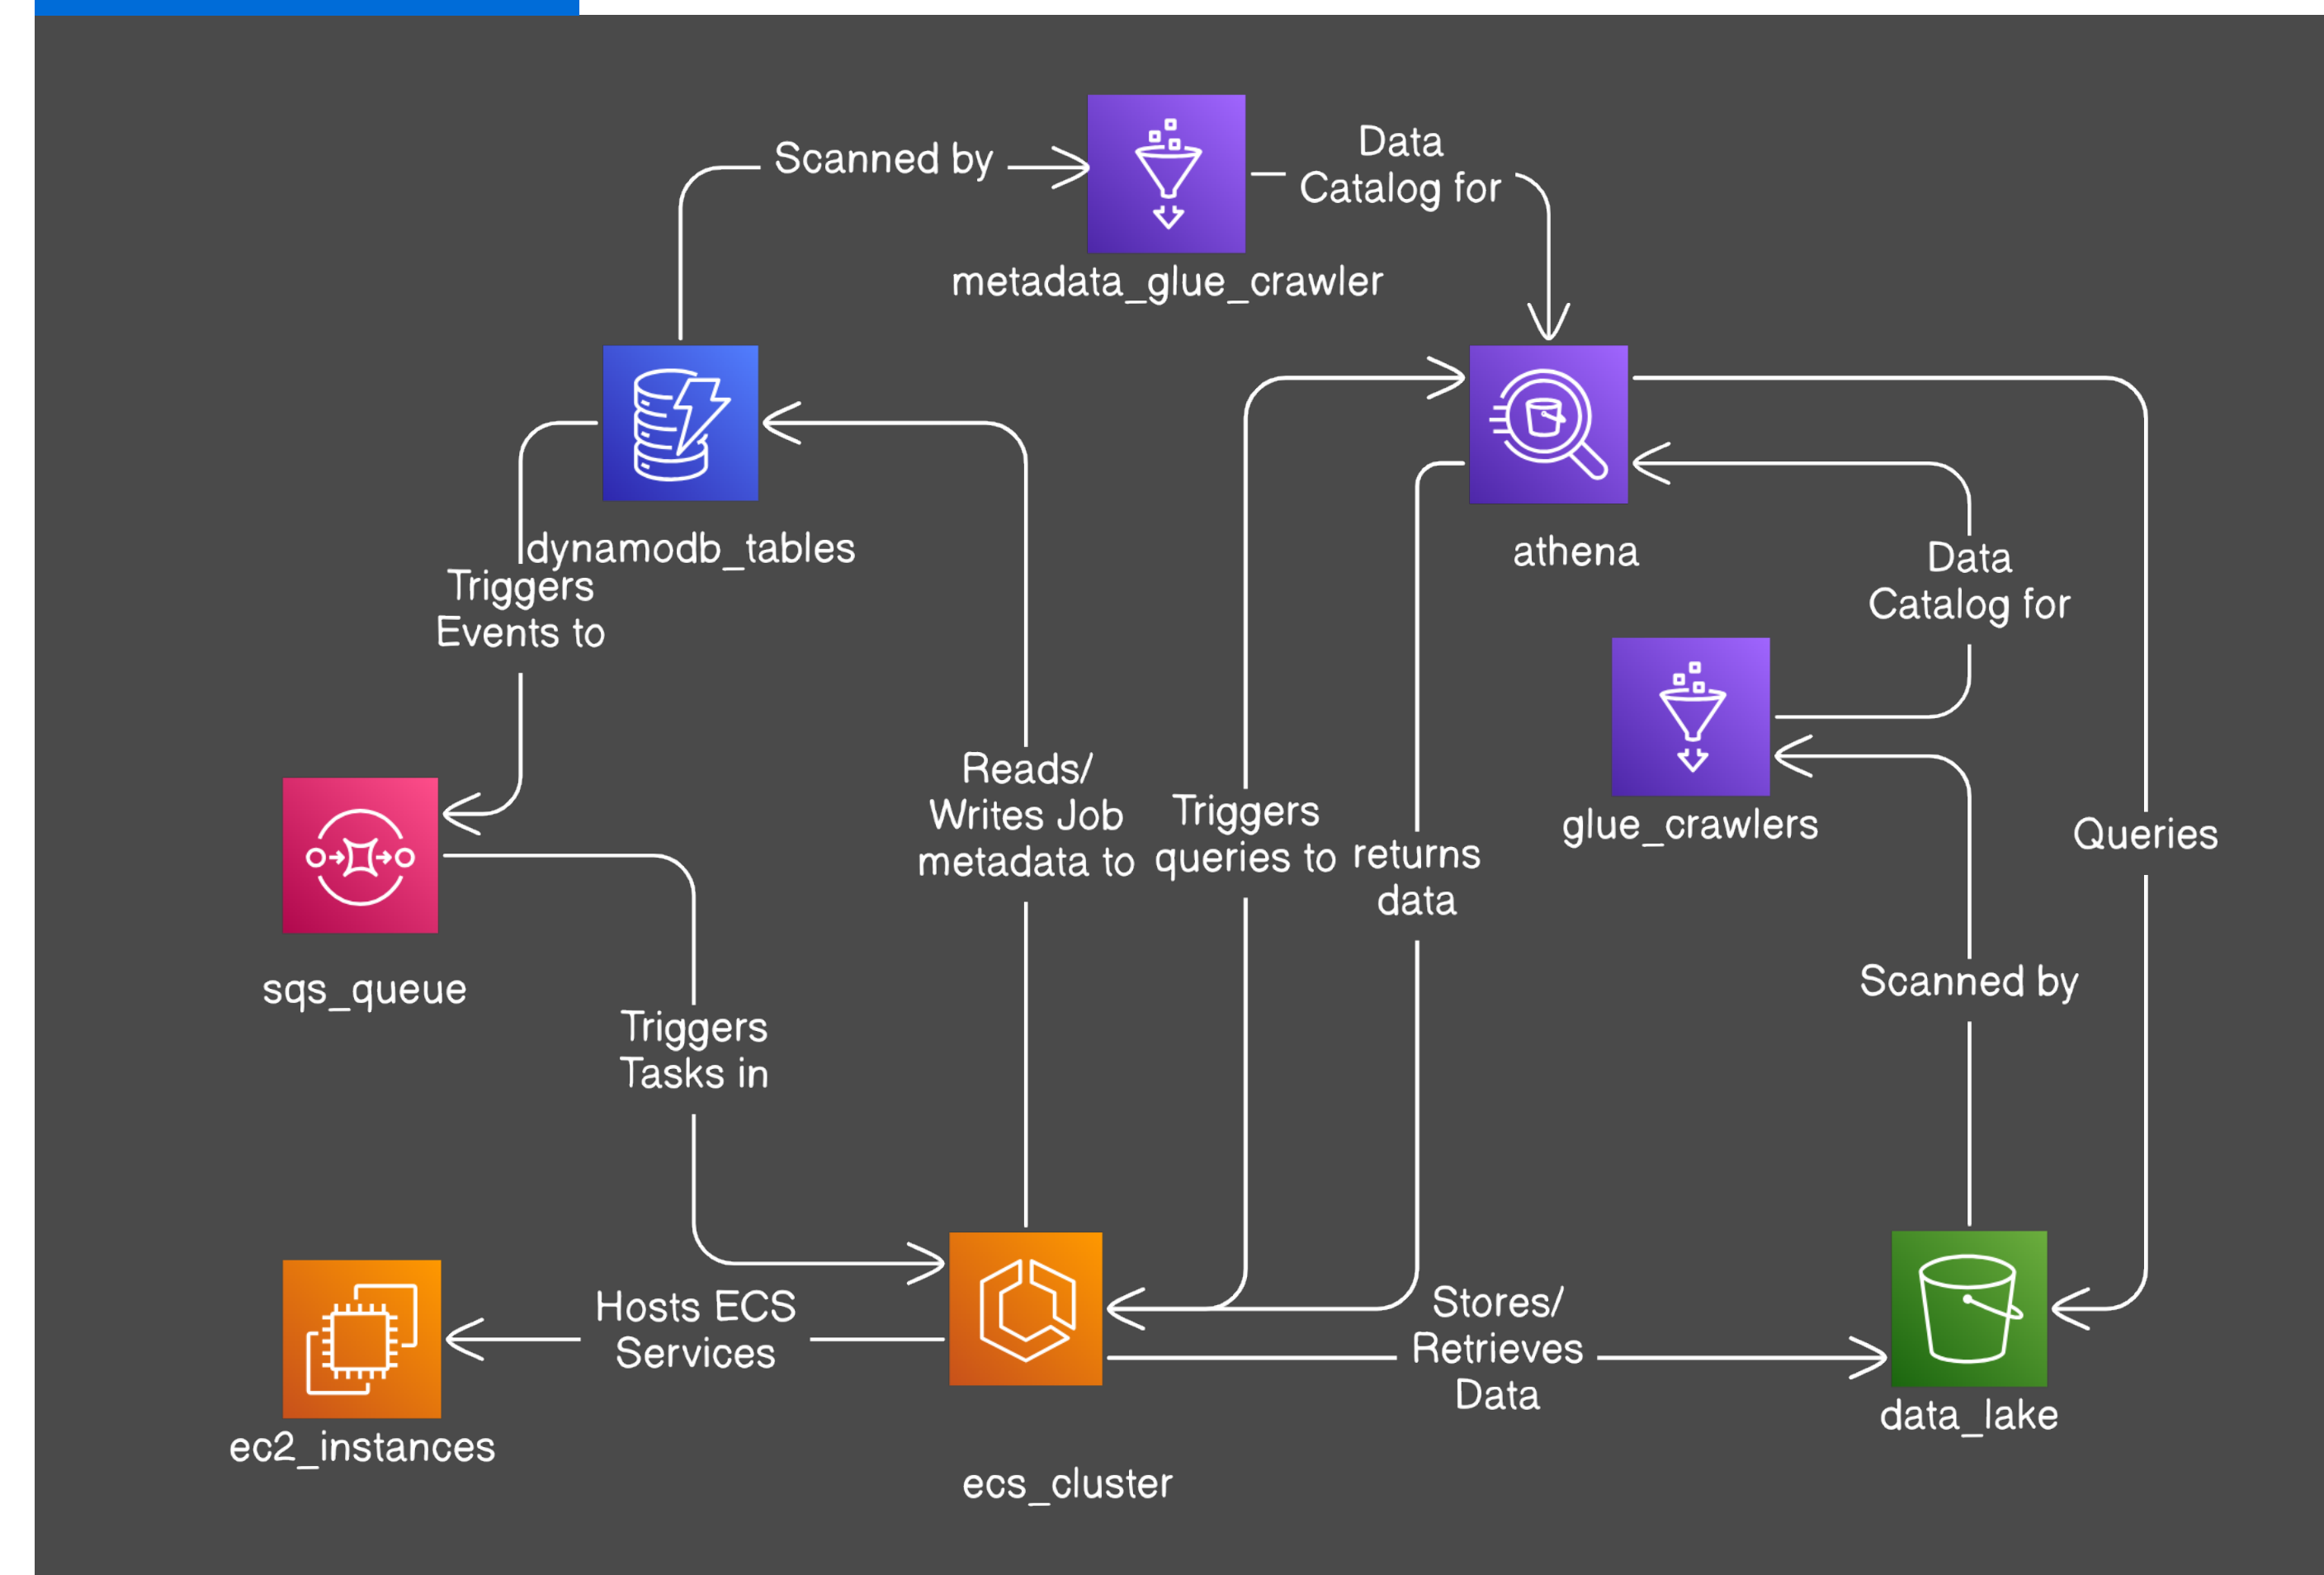 Scanned by
Data
Catalog for
metadata_glue_crawler
dynamodb_tables
athena
Triggers
Events to
Data
Catalog for
Reads/
Writes Job
metadata to
Triggers
queries to
returns
data
glue_crawlers
Queries
sqs_queue
Scanned by
Triggers
Tasks in
Hosts ECS
Services
Stores/
Retrieves
Data
data_lake
ec2_instances
ecs_cluster